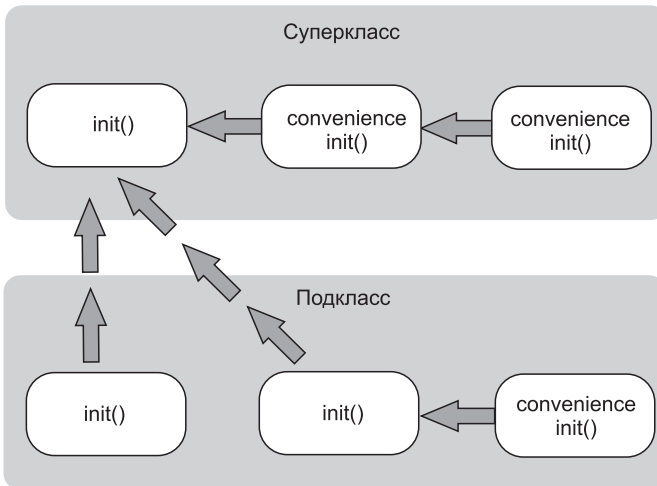 Суперкласс
init()
convenience
init()
convenience
init()
Подкласс
init()
init()
convenience
init()